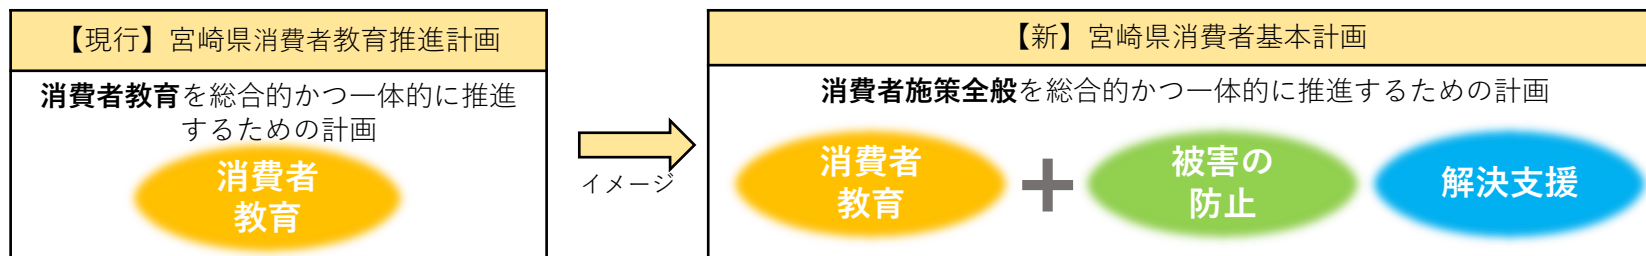 【現行】宮崎県消費者教育推進計画
消費者教育を総合的かつ一体的に推進
するための計画
消費者
教育
イメージ
【新】宮崎県消費者基本計画
消費者施策全般を総合的かつ一体的に推進するための計画
消費者
教育
+
被害の
防止
解決支援